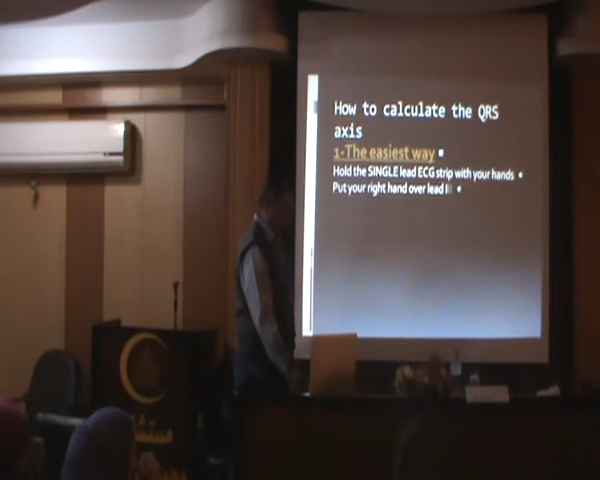 How to calculate the QRS
axis
1-The easiest way
Hold the SINGLE lead ECG strip with your hands
Put your right hand over lead I